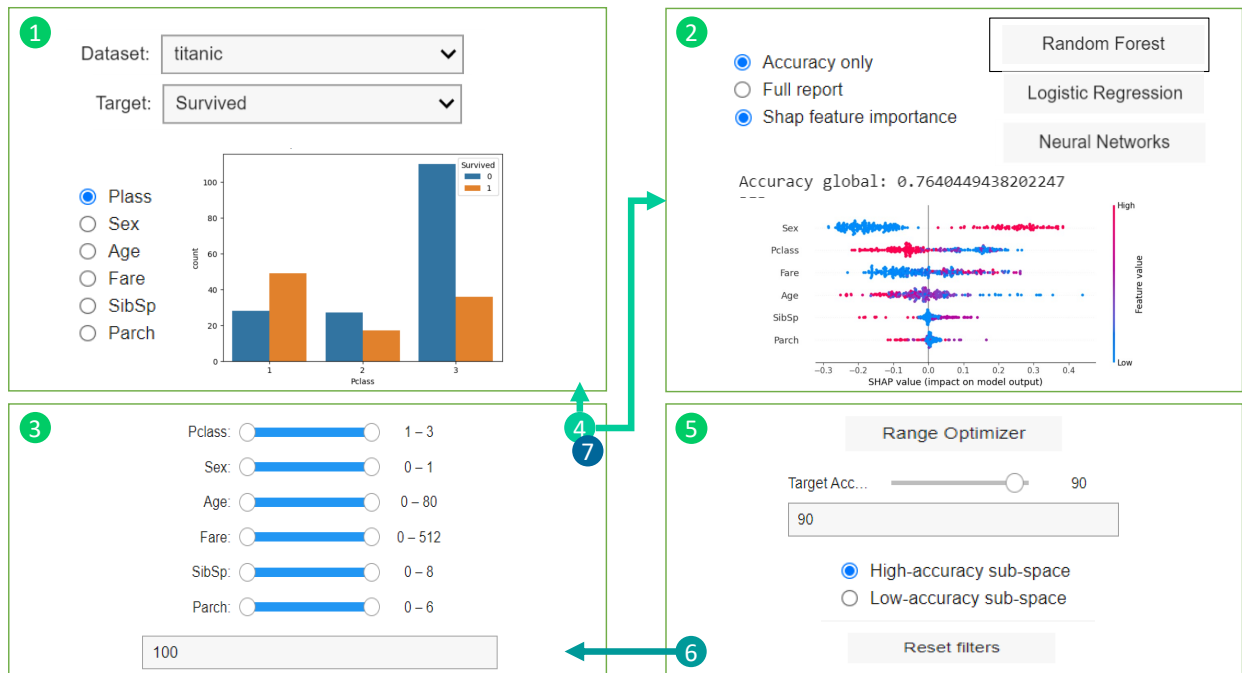 1
Dataset: titanic
Target: Survived
Plass
Sex
Age
Fare
SibSp
Parch
Survived
0
1
100
80
60
40
20
0
count
1 2 3
Pclass
2
Accuracy only
Full report
Shap feature importance
Random Forest
Logistic Regression
Neural Networks
Accuracy global: 0.7640449438202247
Sex
Pclass
Fare
Age
SibSp
Parch
−0.3 −0.2 −0.1 0.0 0.1 0.2 0.3 0.4
SHAP value (impact on model output)
High
Feature value
Low
3
Pclass: 1 – 3
Sex: 0 – 1
Age: 0 – 80
Fare: 0 – 512
SibSp: 0 – 8
Parch: 0 – 6
100
4
7
5
Range Optimizer
Target Acc... 90
90
High-accuracy sub-space
Low-accuracy sub-space
Reset filters
6